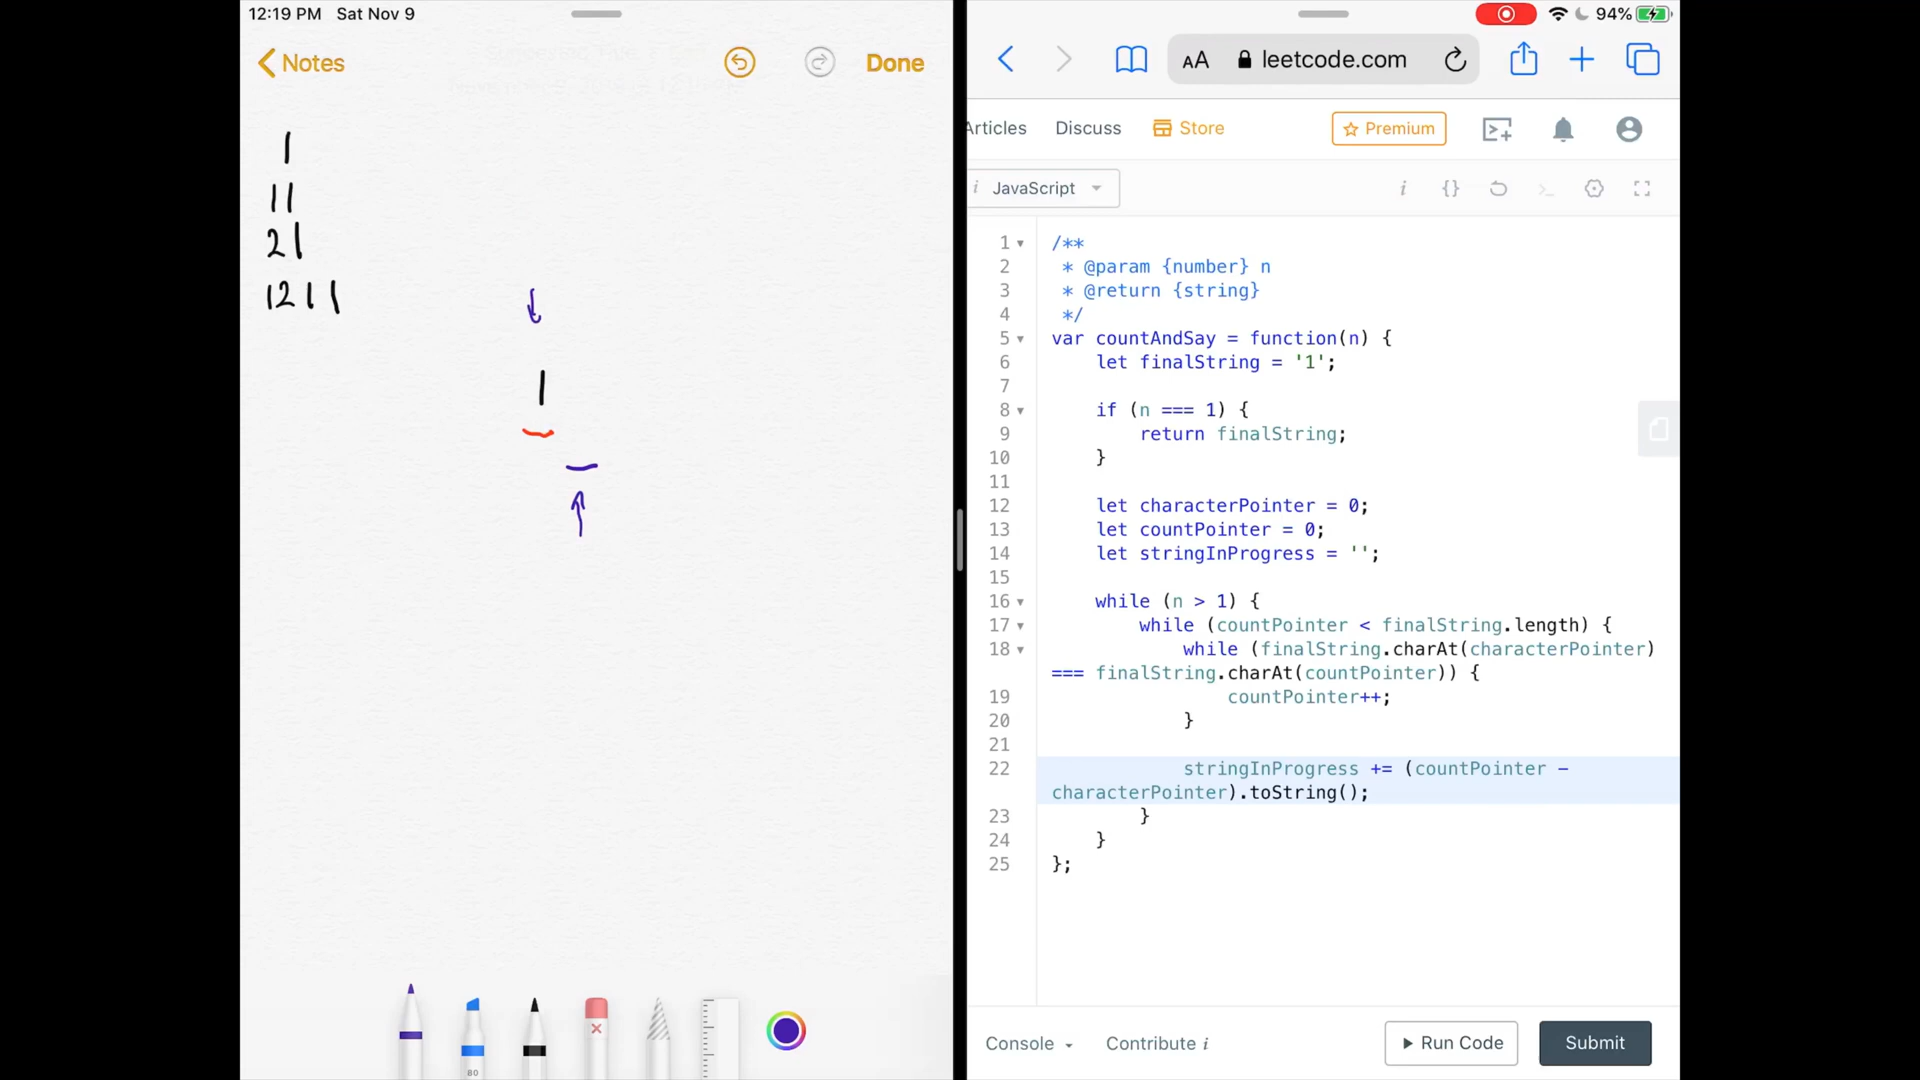 12:19 PM Sat Nov 9
Notes
Done
1
11
21
1211
1
80
94%
AA leetcode.com
Articles Discuss Store Premium
i JavaScript i {}
1 /**
2 * @param {number} n
3 * @return {string}
4 */
5 var countAndSay = function(n) {
6 let finalString = '1';
7
8 if (n === 1) {
9 return finalString;
10 }
11
12 let characterPointer = 0;
13 let countPointer = 0;
14 let stringInProgress = '';
15
16 while (n > 1) {
17 while (countPointer < finalString.length) {
18 while (finalString.charAt(characterPointer)
=== finalString.charAt(countPointer)) {
19 countPointer++;
20 }
21
22 stringInProgress += (countPointer –
characterPointer).toString();
23 }
24 }
25 };
Console Contribute i Run Code Submit